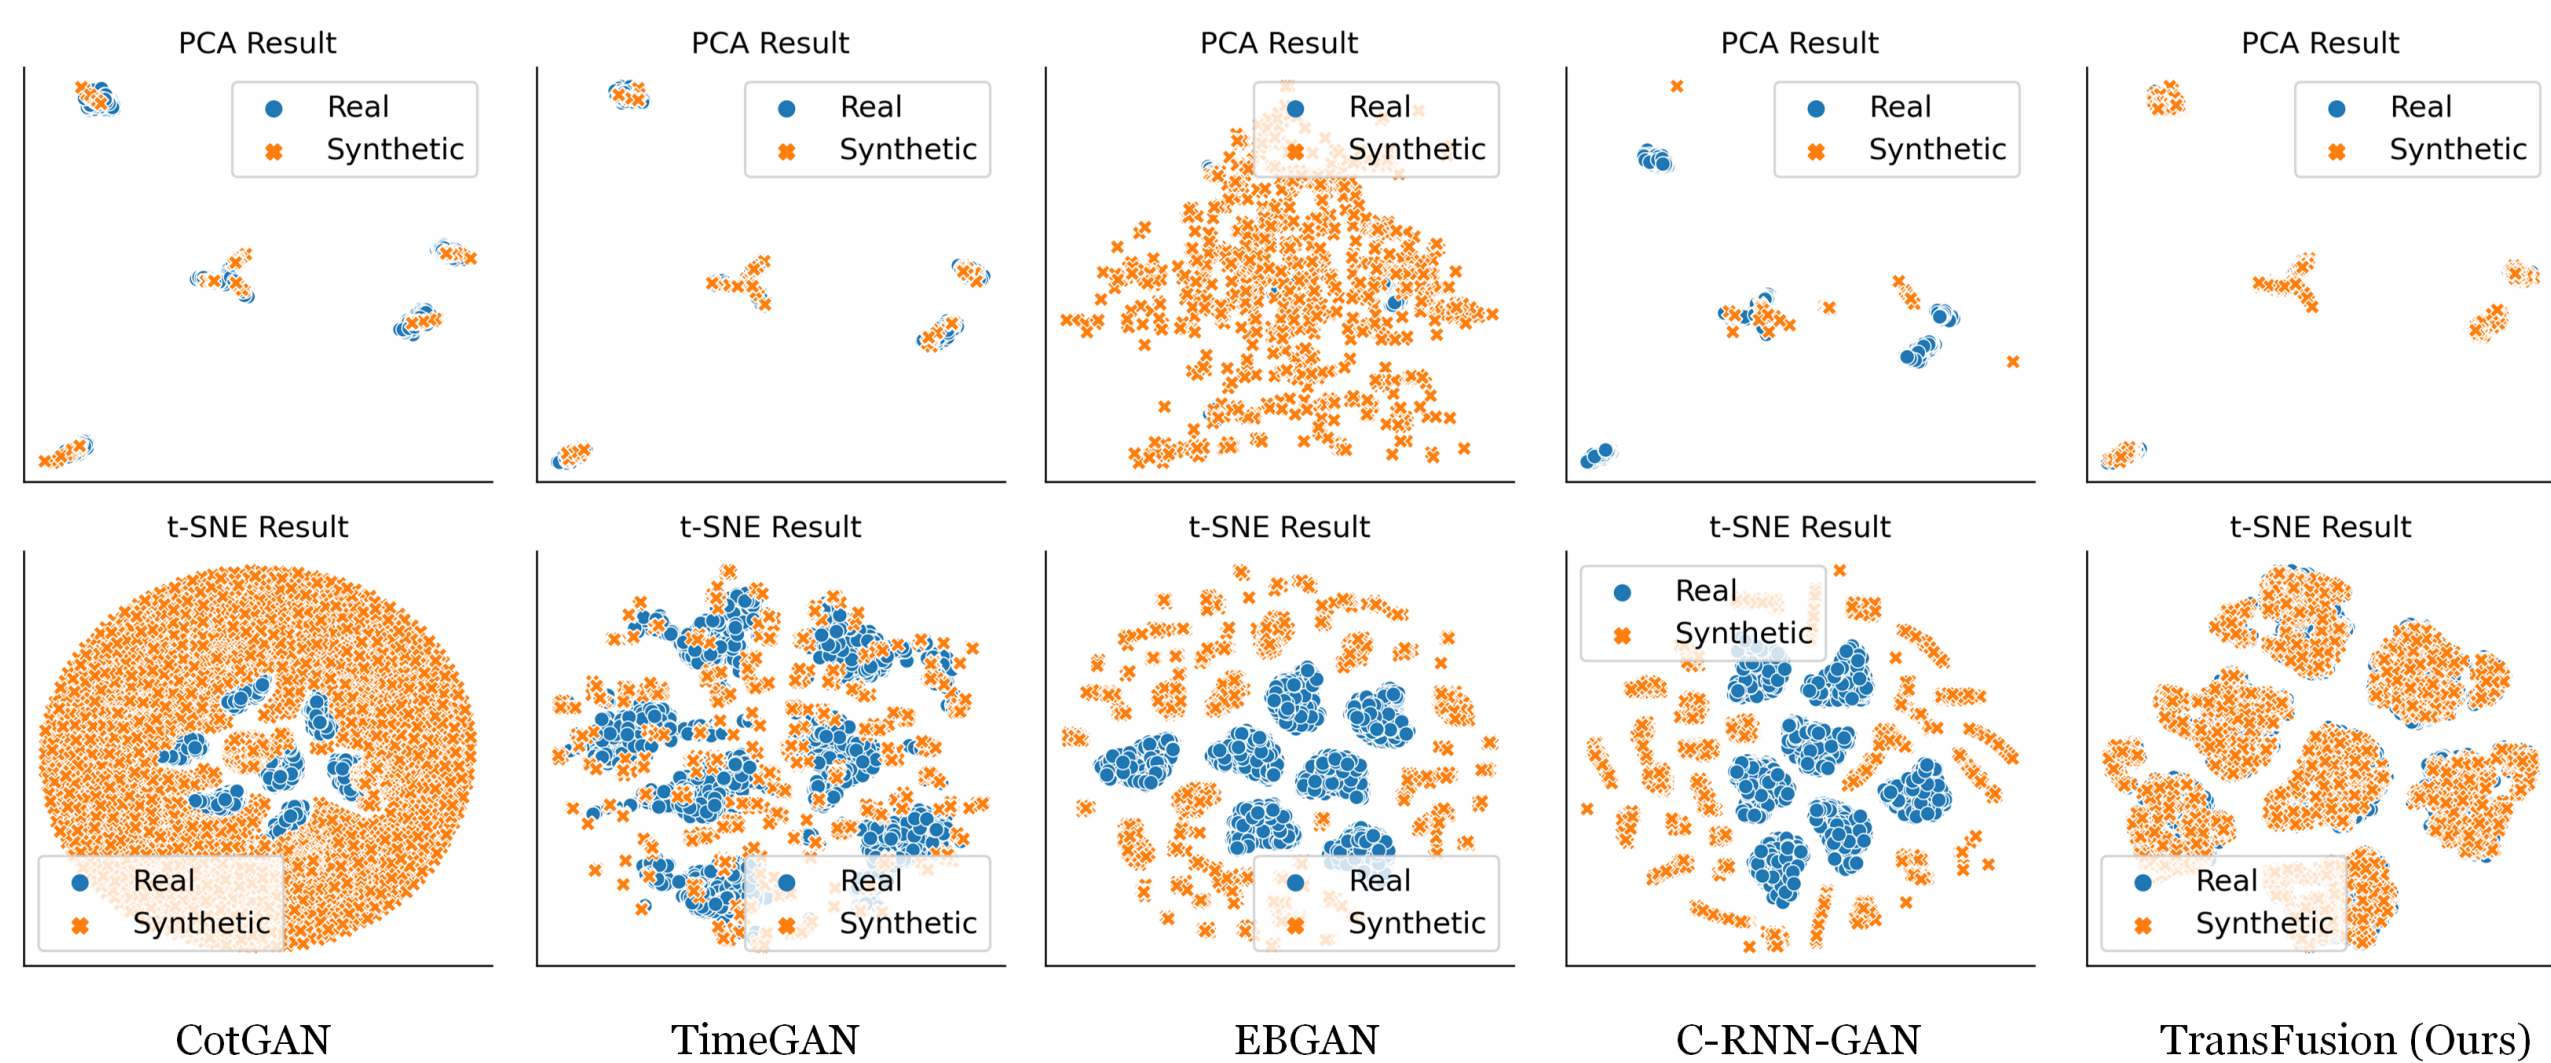 PCA Result
PCA Result
PCA Result
PCA Result
PCA Result
Real
Synthetic
Real
Synthetic
Real
Synthetic
Real
Synthetic
Real
Synthetic
t-SNE Result
t-SNE Result
t-SNE Result
t-SNE Result
t-SNE Result
Real
Synthetic
Real
Synthetic
Real
Synthetic
Real
Synthetic
Real
Synthetic
CotGAN
TimeGAN
EBGAN
C-RNN-GAN
TransFusion (Ours)